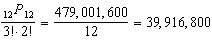 ₁₂P₁₂ / 3! · 2! = 479,001,600 / 12 = 39,916,800